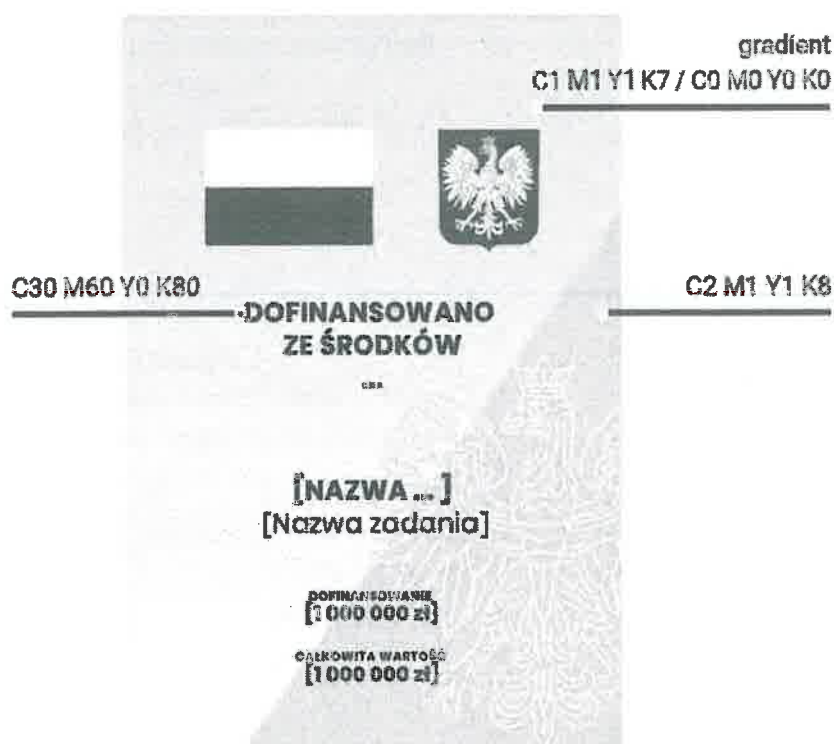 gradient
C1 M1 Y1 K7 / C0 M0 Y0 K0
C30 M60 Y0 K80
C2 M1 Y1 K8
DOFINANSOWANO
ZE ŚRODKÓW
[NAZWA ... ]
[Nazwa zadania]
DOFINANSOWANIE
[1 000 000 zł]
CAŁKOWITA WARTOŚĆ
[1 000 000 zł]